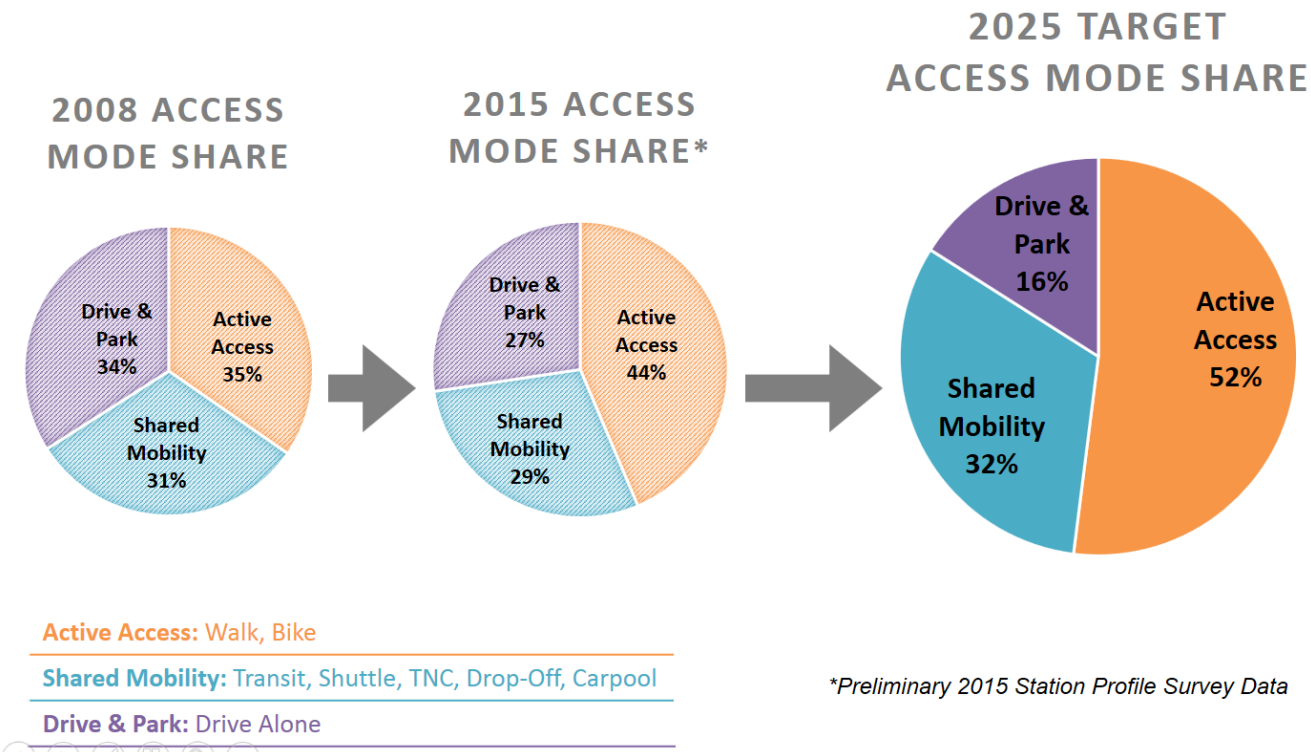 2008 ACCESS
MODE SHARE
Drive &
Park
34%
Active
Access
35%
Shared
Mobility
31%
2015 ACCESS
MODE SHARE*
Drive &
Park
27%
Active
Access
44%
Shared
Mobility
29%
2025 TARGET
ACCESS MODE SHARE
Drive &
Park
16%
Active
Access
52%
Shared
Mobility
32%
Active Access: Walk, Bike
Shared Mobility: Transit, Shuttle, TNC, Drop-Off, Carpool
Drive & Park: Drive Alone
*Preliminary 2015 Station Profile Survey Data